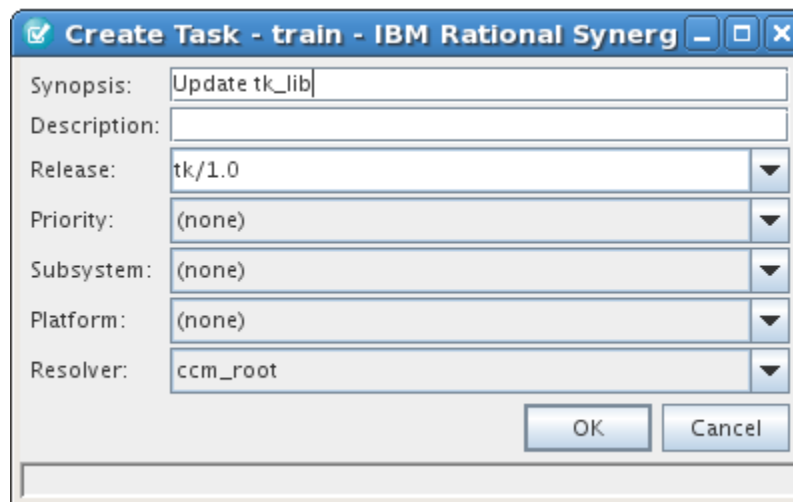 Create Task - train - IBM Rational Synerg
Synopsis: Update tk_lib
Description:
Release: tk/1.0
Priority: (none)
Subsystem: (none)
Platform: (none)
Resolver: ccm_root
OK Cancel